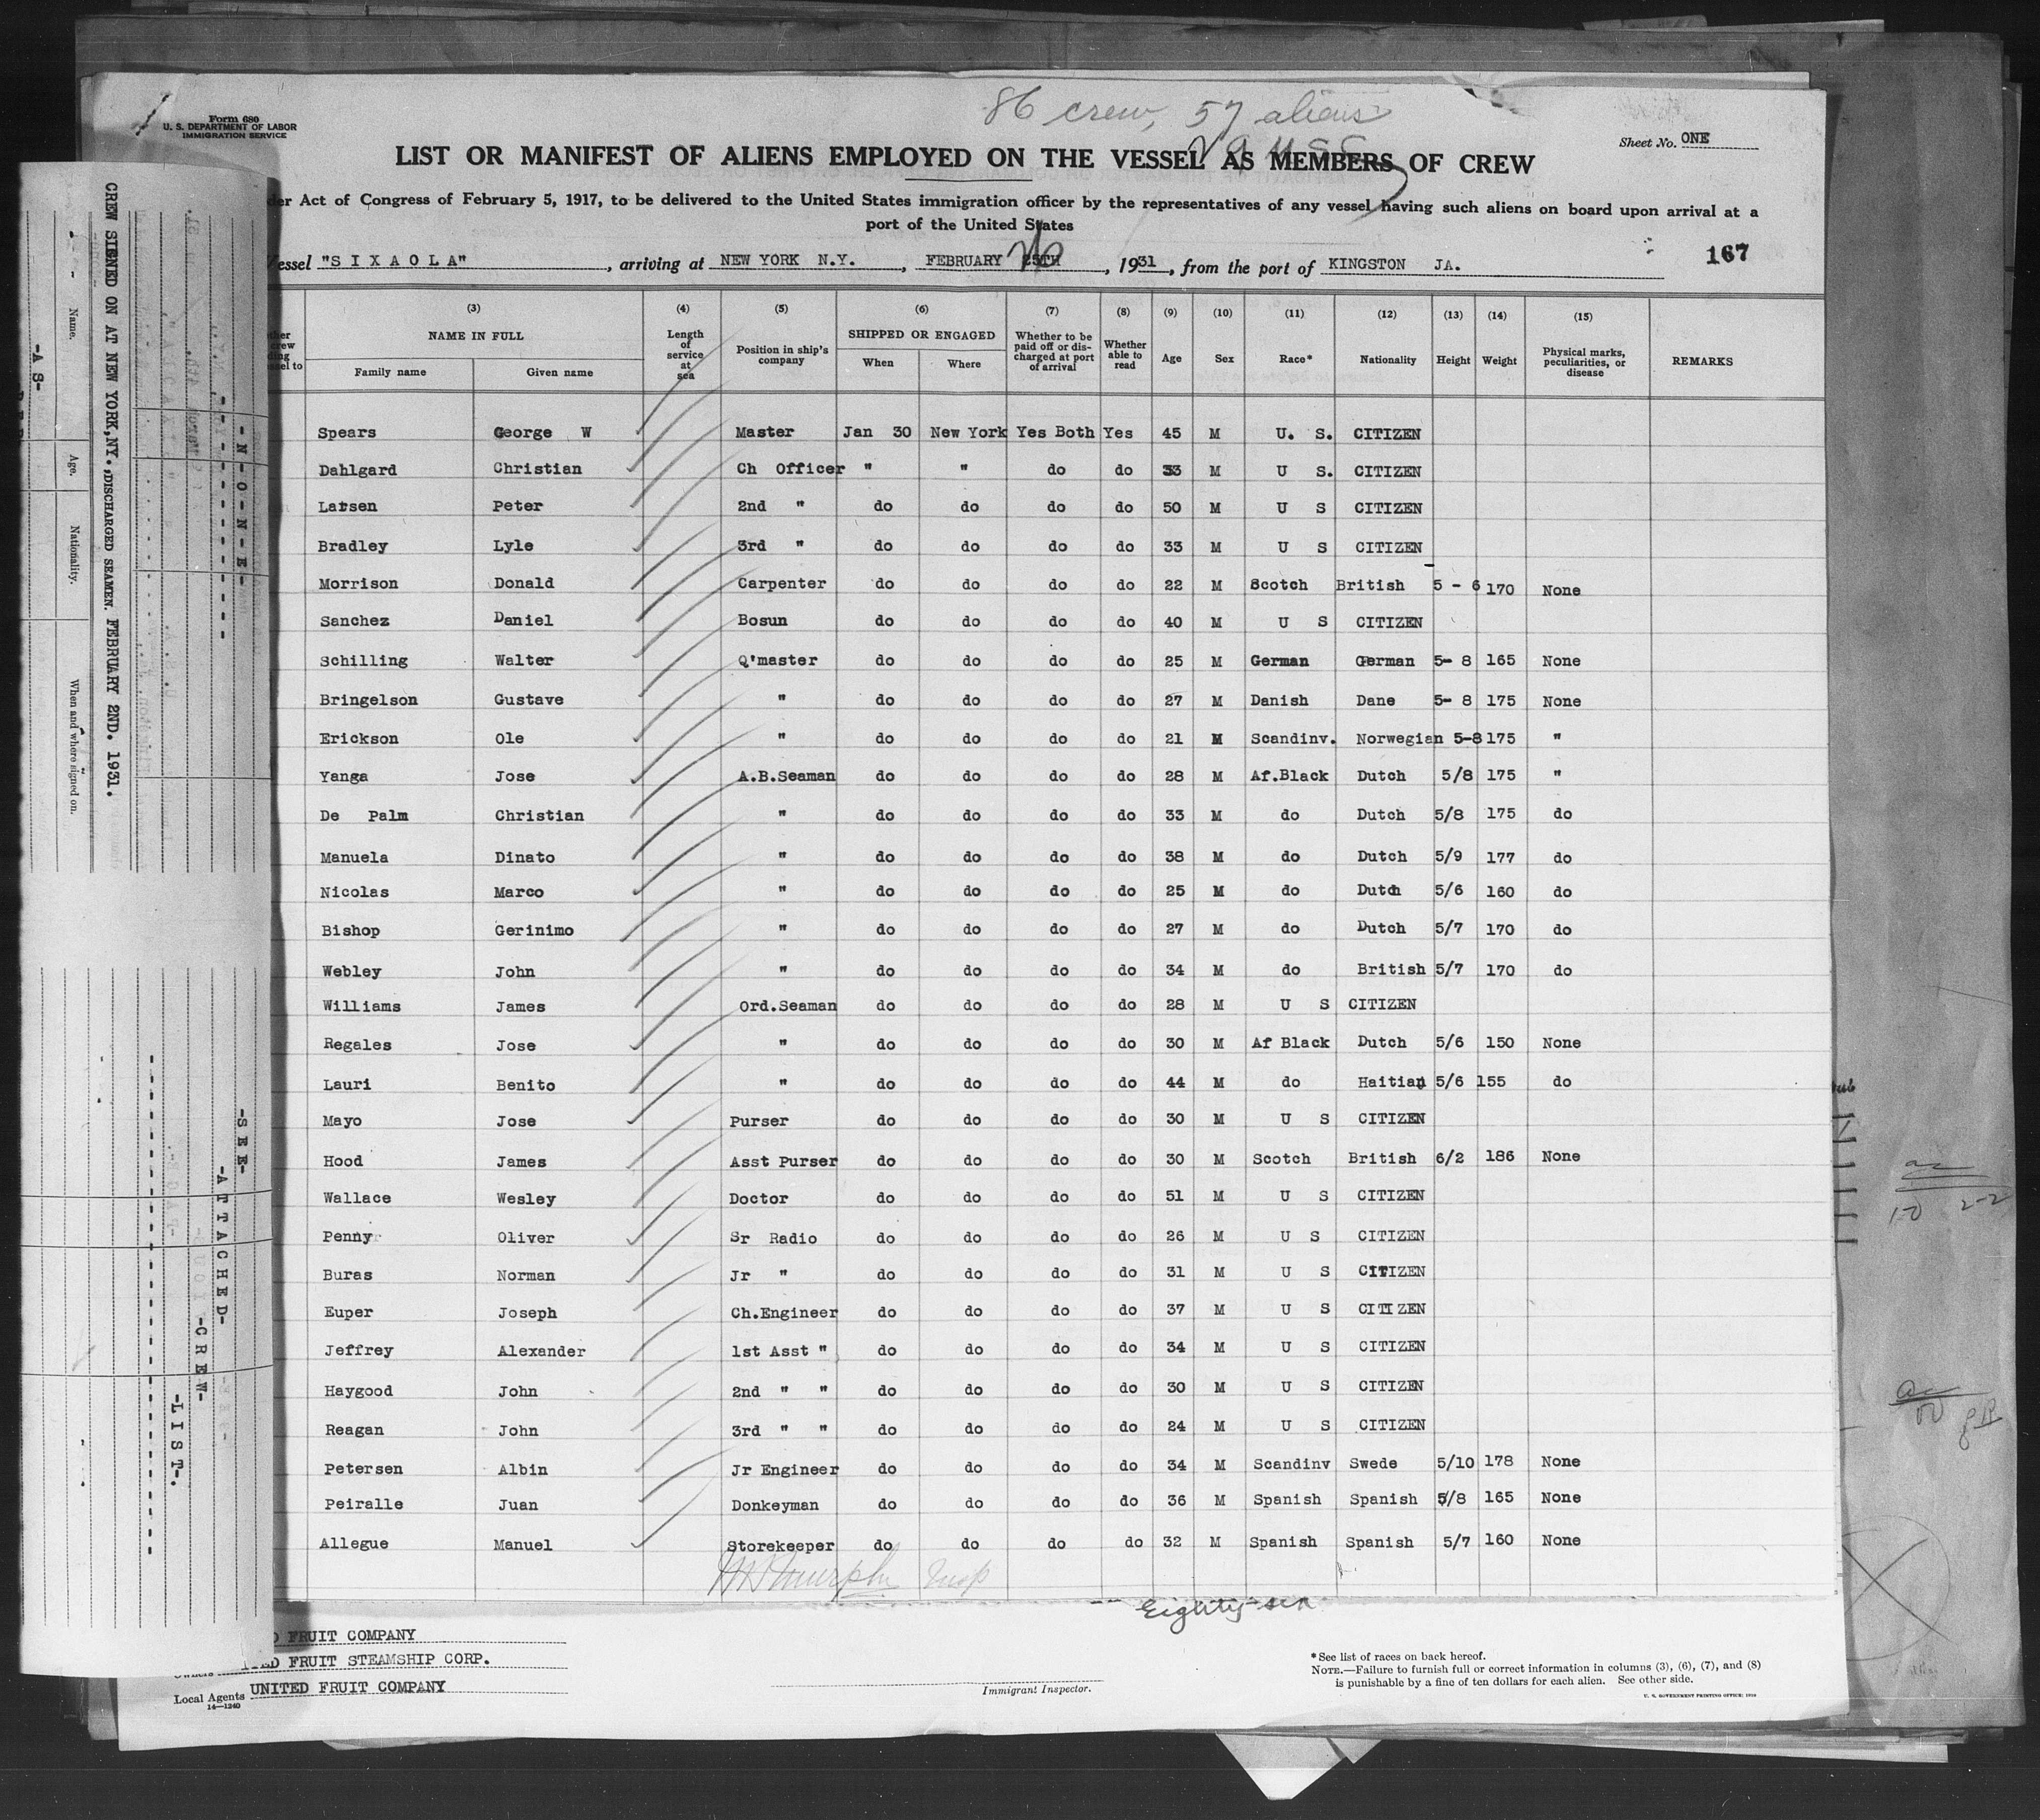 86 crew, 57 aliens
Form 680
U. S. DEPARTMENT OF LABOR
IMMIGRATION SERVICE
Sheet No. ONE
LIST OR MANIFEST OF ALIENS EMPLOYED ON THE VESSEL AS MEMBERS OF CREW
der Act of Congress of February 5, 1917, to be delivered to the United States immigration officer by the representatives of any vessel having such aliens on board upon arrival at a
port of the United States
Vessel "SIXAOLA", arriving at NEW YORK N.Y., FEBRUARY 25TH, 1931, from the port of KINGSTON JA.
167
(3) (4) (5) (6) (7) (8) (9) (10) (11) (12) (13) (14) (15)
NAME IN FULL Length of service at sea Position in ship's company SHIPPED OR ENGAGED Whether to be paid off or discharged at port of arrival Whether able to read Age Sex Race* Nationality Height Weight Physical marks, peculiarities, or disease REMARKS
Family name Given name When Where
Spears George W Master Jan 30 New York Yes Both Yes 45 M U. S. CITIZEN
Dahlgard Christian Ch Officer " " do do 33 M U S. CITIZEN
Larsen Peter 2nd " do do do do 50 M U S CITIZEN
Bradley Lyle 3rd " do do do do 33 M U S CITIZEN
Morrison Donald Carpenter do do do do 22 M Scotch British 5 - 6 170 None
Sanchez Daniel Bosun do do do do 40 M U S CITIZEN
Schilling Walter Q'master do do do do 25 M German German 5- 8 165 None
Bringelson Gustave " do do do do 27 M Danish Dane 5- 8 175 None
Erickson Ole " do do do do 21 M Scandinv. Norwegian 5-8 175 "
Yanga Jose A.B.Seaman do do do do 28 M Af.Black Dutch 5/8 175 "
De Palm Christian " do do do do 33 M do Dutch 5/8 175 do
Manuela Dinato " do do do do 38 M do Dutch 5/9 177 do
Nicolas Marco " do do do do 25 M do Dutch 5/6 160 do
Bishop Gerinimo " do do do do 27 M do Dutch 5/7 170 do
Webley John " do do do do 34 M do British 5/7 170 do
Williams James Ord.Seaman do do do do 28 M U S CITIZEN
Regales Jose " do do do do 30 M Af Black Dutch 5/6 150 None
Lauri Benito " do do do do 44 M do Haitian 5/6 155 do
Mayo Jose Purser do do do do 30 M U S CITIZEN
Hood James Asst Purser do do do do 30 M Scotch British 6/2 186 None
Wallace Wesley Doctor do do do do 51 M U S CITIZEN
Penny Oliver Sr Radio do do do do 26 M U S CITIZEN
Buras Norman Jr " do do do do 31 M U S CITIZEN
Euper Joseph Ch.Engineer do do do do 37 M U S CITIZEN
Jeffrey Alexander 1st Asst " do do do do 34 M U S CITIZEN
Haygood John 2nd " " do do do do 30 M U S CITIZEN
Reagan John 3rd " " do do do do 24 M U S CITIZEN
Petersen Albin Jr Engineer do do do do 34 M Scandinv Swede 5/10 178 None
Peiralle Juan Donkeyman do do do do 36 M Spanish Spanish 5/8 165 None
Allegue Manuel Storekeeper do do do do 32 M Spanish Spanish 5/7 160 None
Insp
Eighty-six
D FRUIT COMPANY
Owners ITED FRUIT STEAMSHIP CORP.
Local Agents UNITED FRUIT COMPANY
14—1240
Immigrant Inspector.
*See list of races on back hereof.
NOTE.—Failure to furnish full or correct information in columns (3), (6), (7), and (8)
is punishable by a fine of ten dollars for each alien. See other side.
U. S. GOVERNMENT PRINTING OFFICE: 1930
-N-O-N-E-
CREW SIGNED ON AT NEW YORK,NY. DISCHARGED SEAMEN. FEBRUARY 2ND. 1931.
Name. Age. Nationality. When and where signed on.
-AS-
-SEE-
-ATTACHED-
-CREW-
-LIST-.